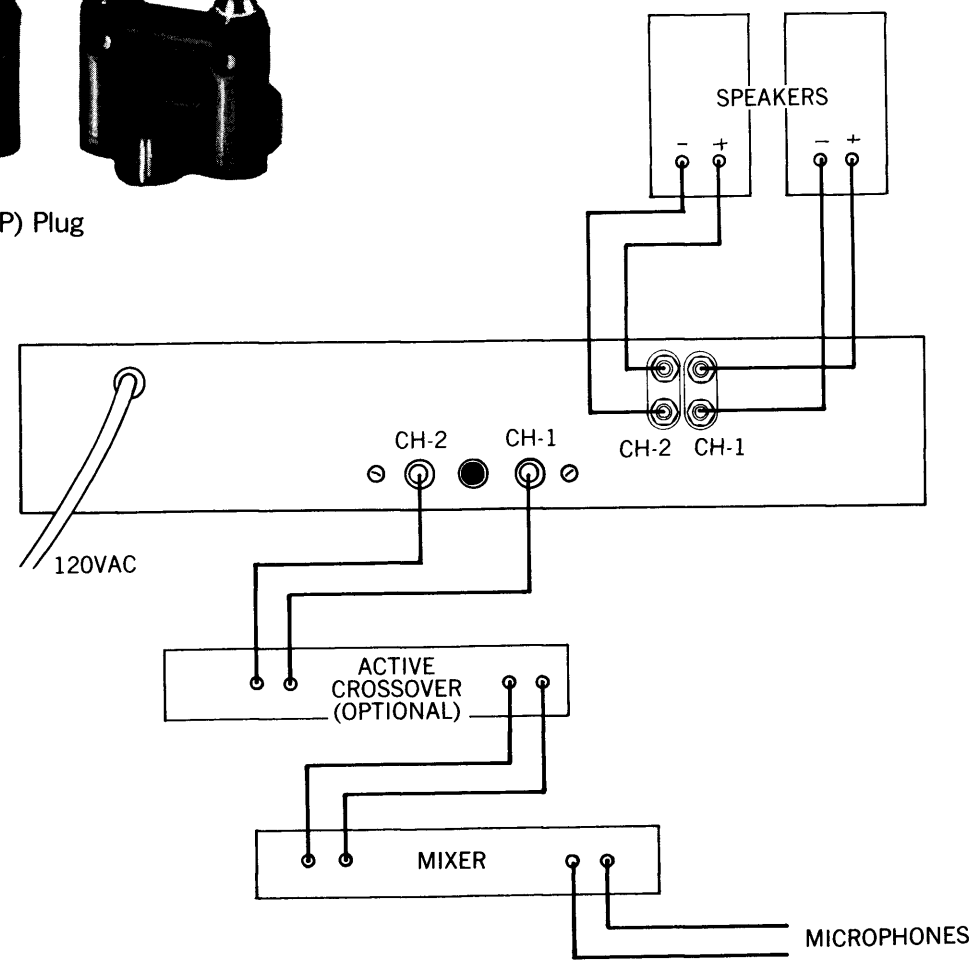 P) Plug
SPEAKERS
- +
- +
CH-2 CH-1
CH-2 CH-1
120VAC
ACTIVE
CROSSOVER
(OPTIONAL)
MIXER
MICROPHONES